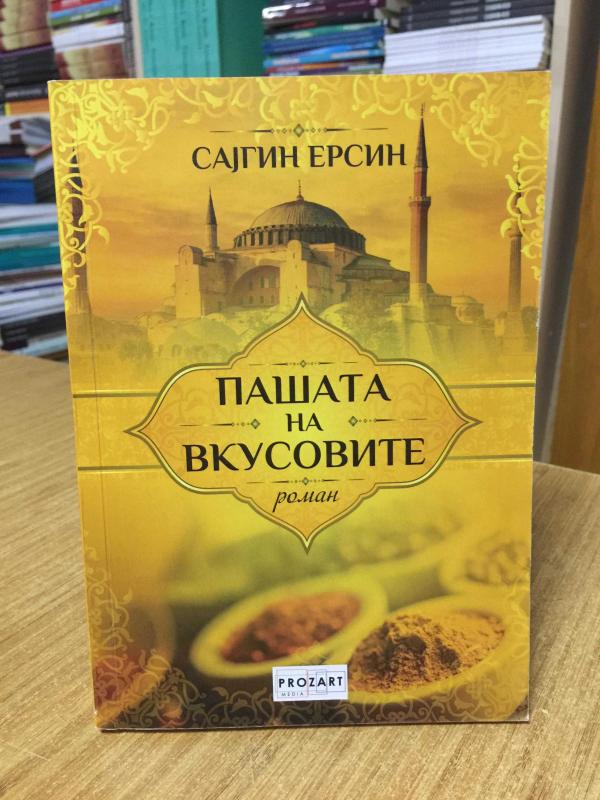 САЈГИН ЕРСИН
ПАШАТА
НА
ВКУСОВИТЕ
роман
PROZART
MEDIA